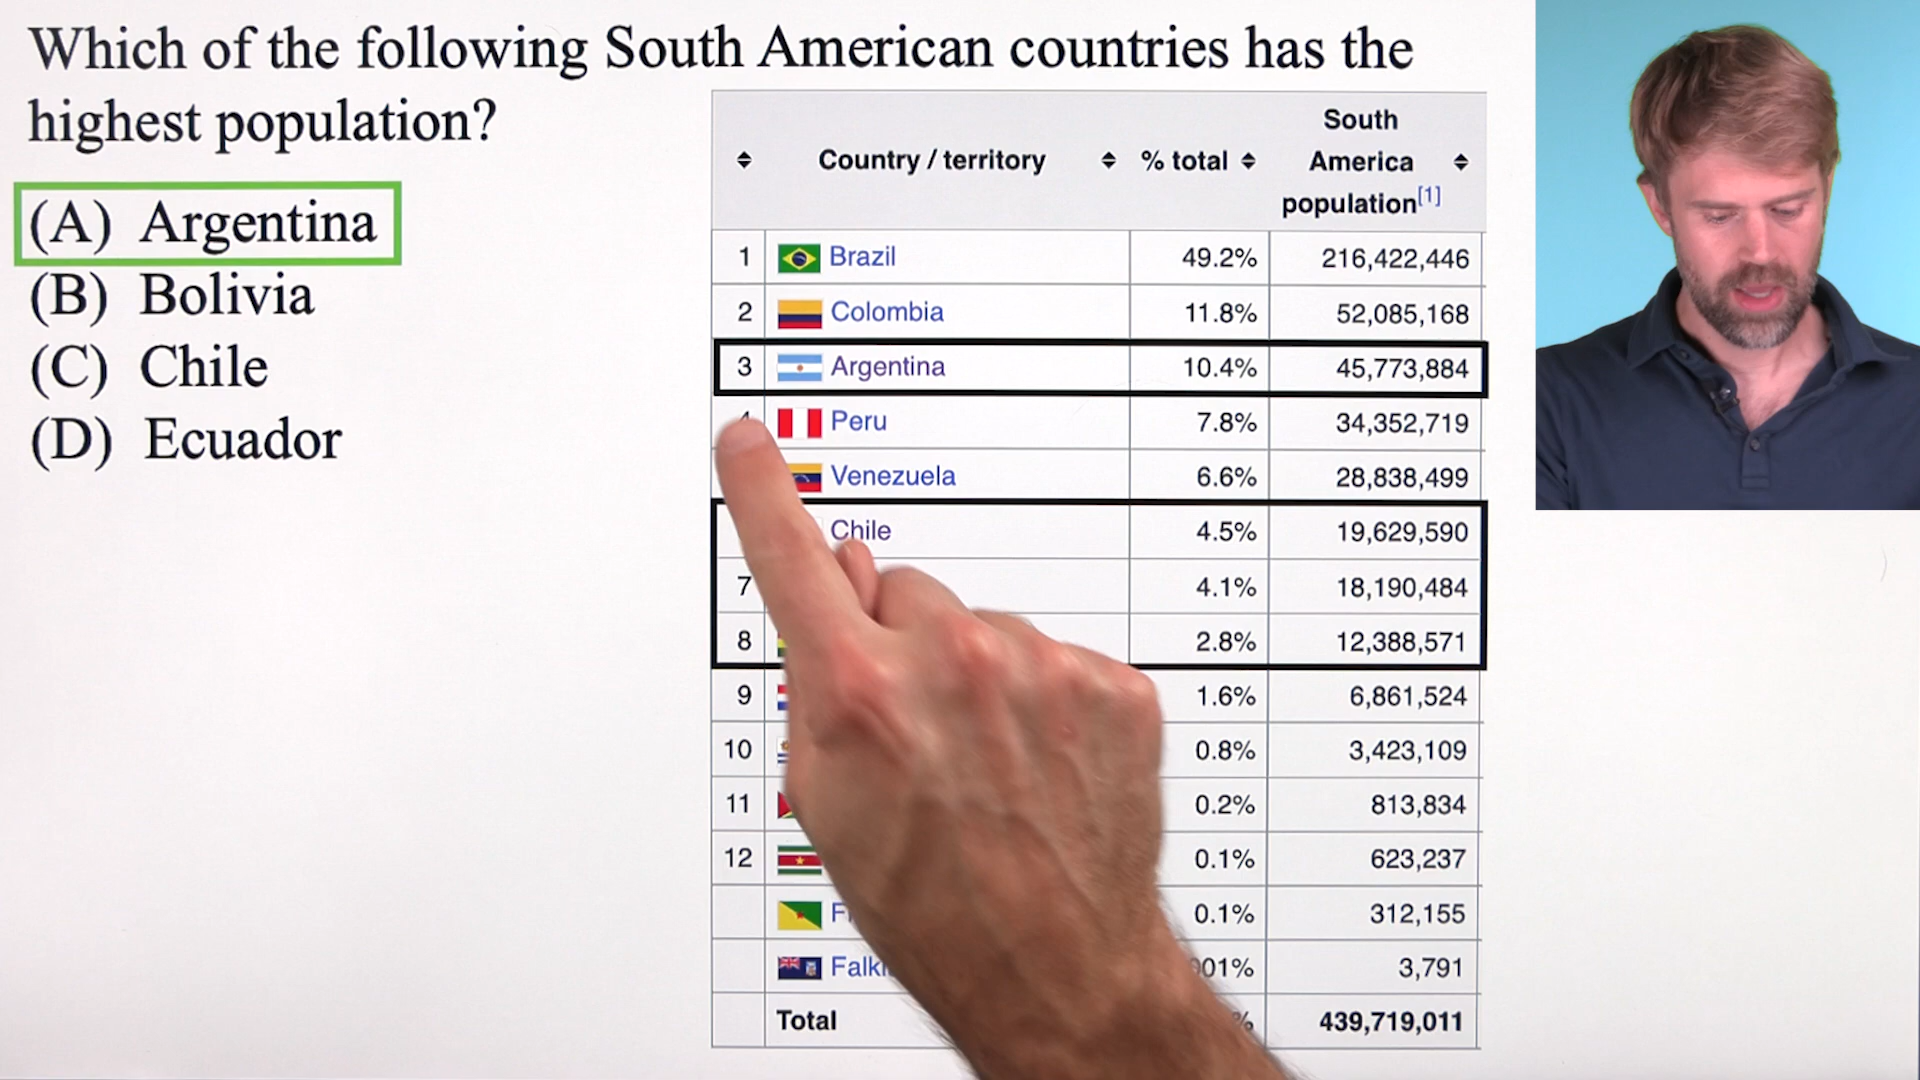 Which of the following South American countries has the
highest population?
(A) Argentina
(B) Bolivia
(C) Chile
(D) Ecuador
Country / territory % total South America population[1]
1 Brazil 49.2% 216,422,446
2 Colombia 11.8% 52,085,168
3 Argentina 10.4% 45,773,884
Peru 7.8% 34,352,719
Venezuela 6.6% 28,838,499
Chile 4.5% 19,629,590
7 4.1% 18,190,484
8 2.8% 12,388,571
9 1.6% 6,861,524
10 0.8% 3,423,109
11 0.2% 813,834
12 0.1% 623,237
0.1% 312,155
3,791
Total 439,719,011